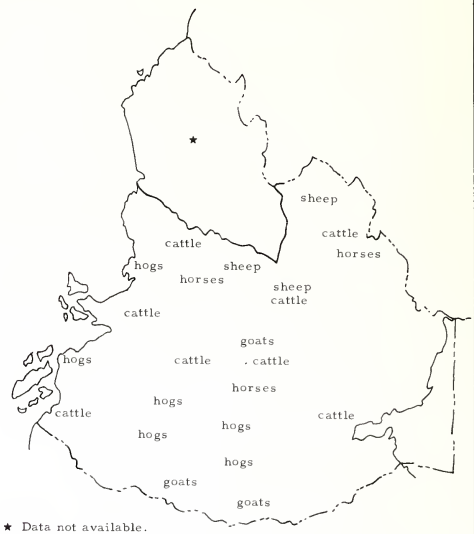 ★
sheep
cattle
horses
cattle
hogs
sheep
horses
sheep
cattle
cattle
goats
hogs
cattle
. cattle
horses
hogs
cattle
cattle
hogs
hogs
hogs
goats
goats
★ Data not available.